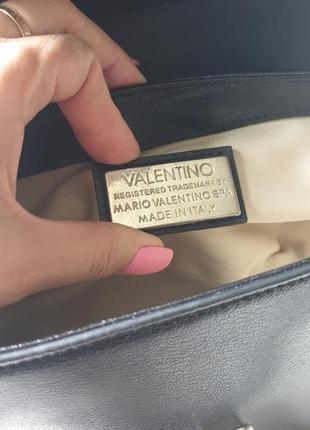 VALENTINO
REGISTERED TRADEMARK BY
MARIO VALENTINO SPA
MADE IN ITALY